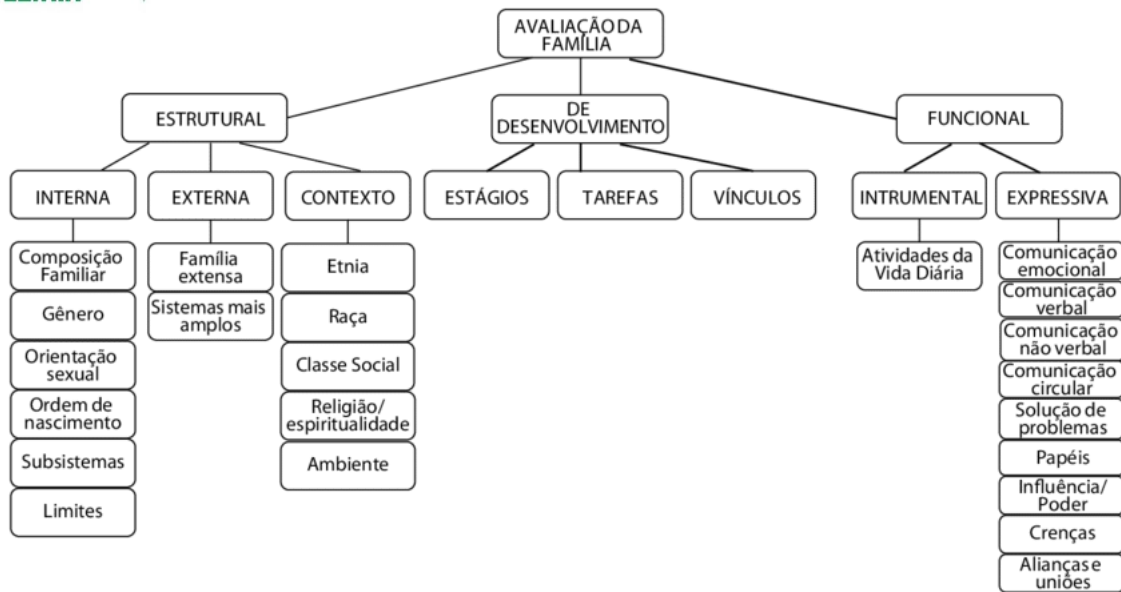 AVALIAÇÃO DA
FAMÍLIA
ESTRUTURAL
DE
DESENVOLVIMENTO
FUNCIONAL
INTERNA
EXTERNA
CONTEXTO
ESTÁGIOS
TAREFAS
VÍNCULOS
INTRUMENTAL
EXPRESSIVA
Composição
Familiar
Gênero
Orientação
sexual
Ordem de
nascimento
Subsistemas
Limites
Família
extensa
Sistemas mais
amplos
Etnia
Raça
Classe Social
Religião/
espiritualidade
Ambiente
Atividades da
Vida Diária
Comunicação
emocional
Comunicação
verbal
Comunicação
não verbal
Comunicação
circular
Solução de
problemas
Papéis
Influência/
Poder
Crenças
Alianças e
uniões